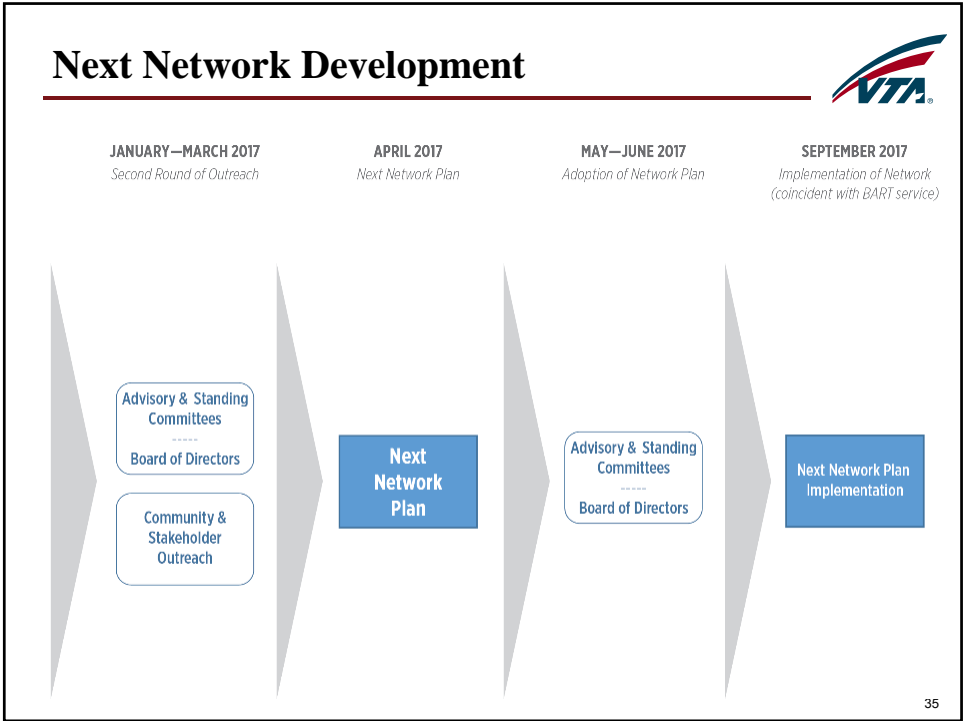 Next Network Development
VTA®
JANUARY—MARCH 2017
Second Round of Outreach
APRIL 2017
Next Network Plan
MAY—JUNE 2017
Adoption of Network Plan
SEPTEMBER 2017
Implementation of Network
(coincident with BART service)
Advisory & Standing
Committees
-----
Board of Directors
Community &
Stakeholder
Outreach
Next
Network
Plan
Advisory & Standing
Committees
-----
Board of Directors
Next Network Plan
Implementation
35